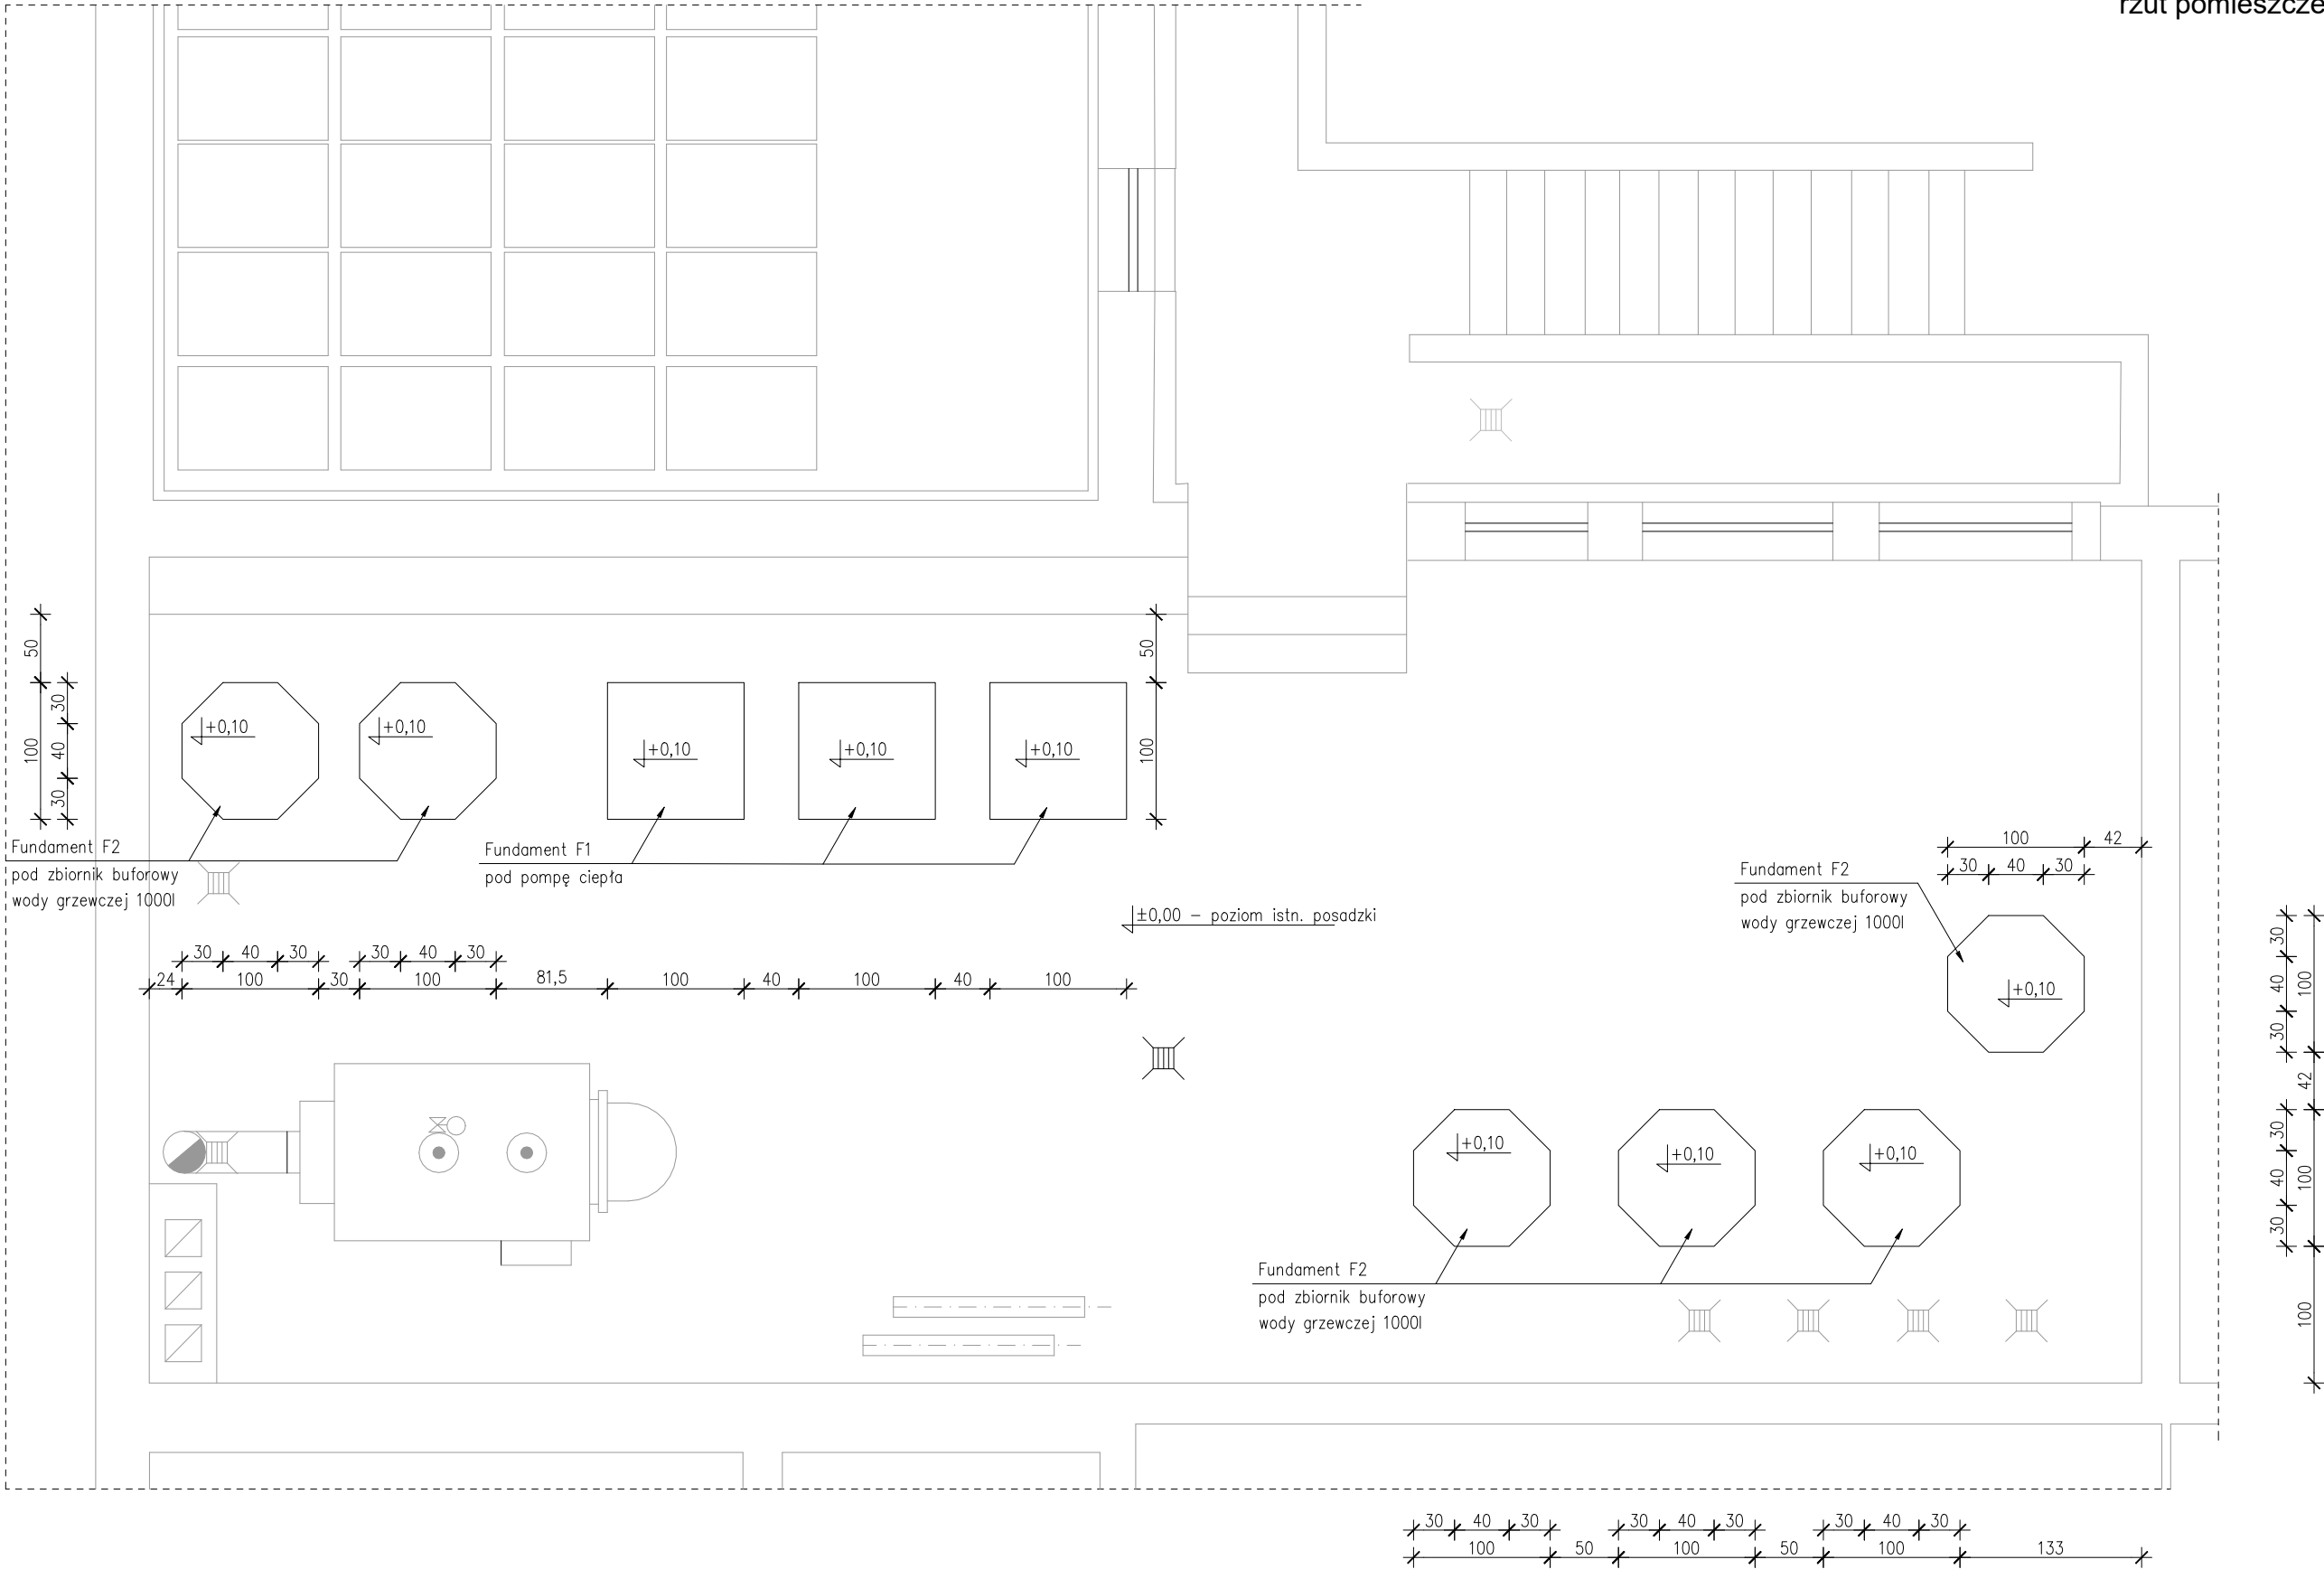 rzut pomieszcze
50
30
100
40
30
+0,10
+0,10
+0,10
+0,10
+0,10
50
100
Fundament F2
pod zbiornik buforowy
wody grzewczej 1000l
Fundament F1
pod pompę ciepła
±0,00 – poziom istn. posadzki
30 40 30 30 40 30
24 100 30 100 81,5 100 40 100 40 100
100 42
30 40 30
Fundament F2
pod zbiornik buforowy
wody grzewczej 1000l
+0,10
30
40
100
30
42
30
40
100
30
100
+0,10
+0,10
+0,10
Fundament F2
pod zbiornik buforowy
wody grzewczej 1000l
30 40 30 30 40 30 30 40 30
100 50 100 50 100 133